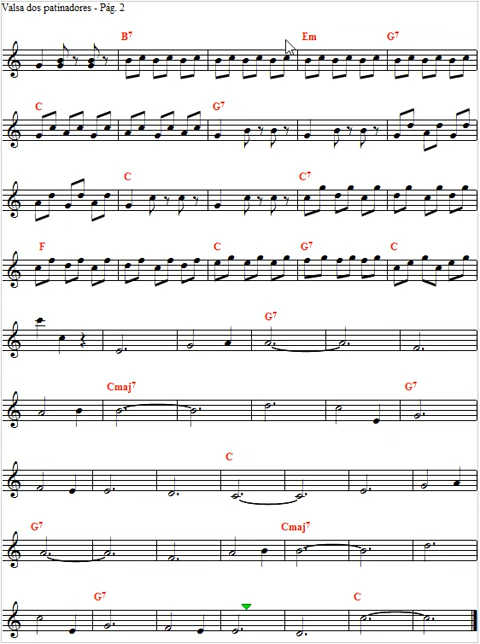 Valsa dos patinadores - Pág. 2
B7 Em G7
C G7
C C7
F C G7 C
G7
Cmaj7 G7
C
G7 Cmaj7
G7 C